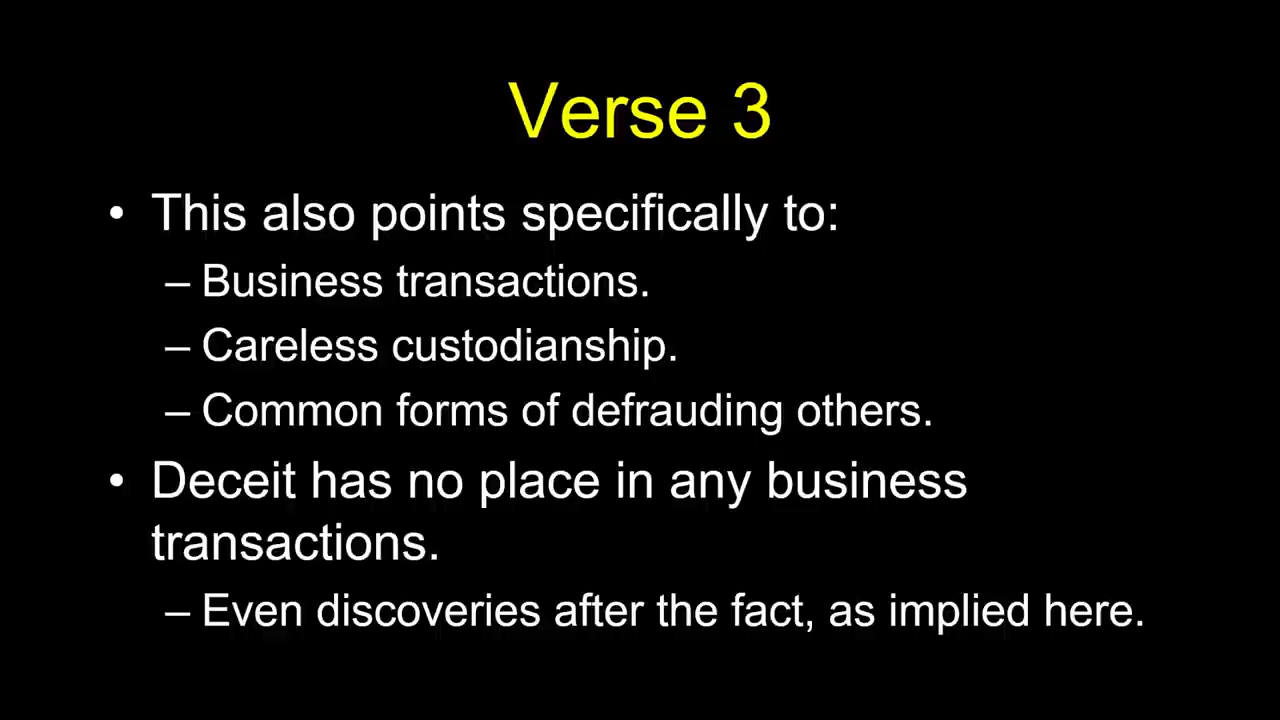 Verse 3
• This also points specifically to:
– Business transactions.
– Careless custodianship.
– Common forms of defrauding others.
• Deceit has no place in any business
transactions.
– Even discoveries after the fact, as implied here.